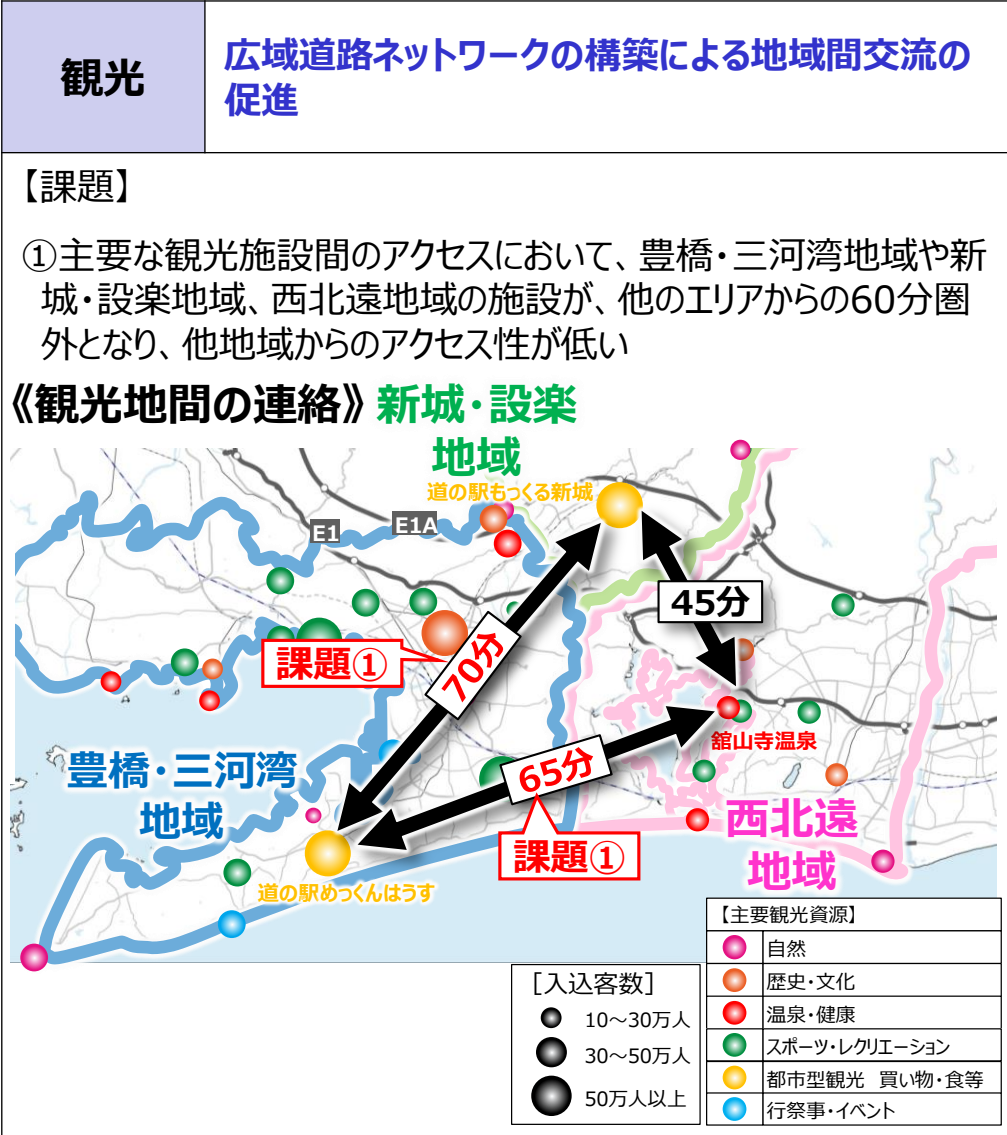 観光
広域道路ネットワークの構築による地域間交流の
促進
【課題】
①主要な観光施設間のアクセスにおいて、豊橋・三河湾地域や新
城・設楽地域、西北遠地域の施設が、他のエリアからの60分圏
外となり、他地域からのアクセス性が低い
《観光地間の連絡》
新城・設楽
地域
道の駅もっくる新城
E1
E1A
45分
課題①
70分
舘山寺温泉
65分
豊橋・三河湾
地域
課題①
西北遠
地域
道の駅めっくんはうす
【主要観光資源】
自然
歴史・文化
温泉・健康
スポーツ・レクリエーション
都市型観光　買い物・食等
行祭事・イベント
[入込客数]
10～30万人
30～50万人
50万人以上